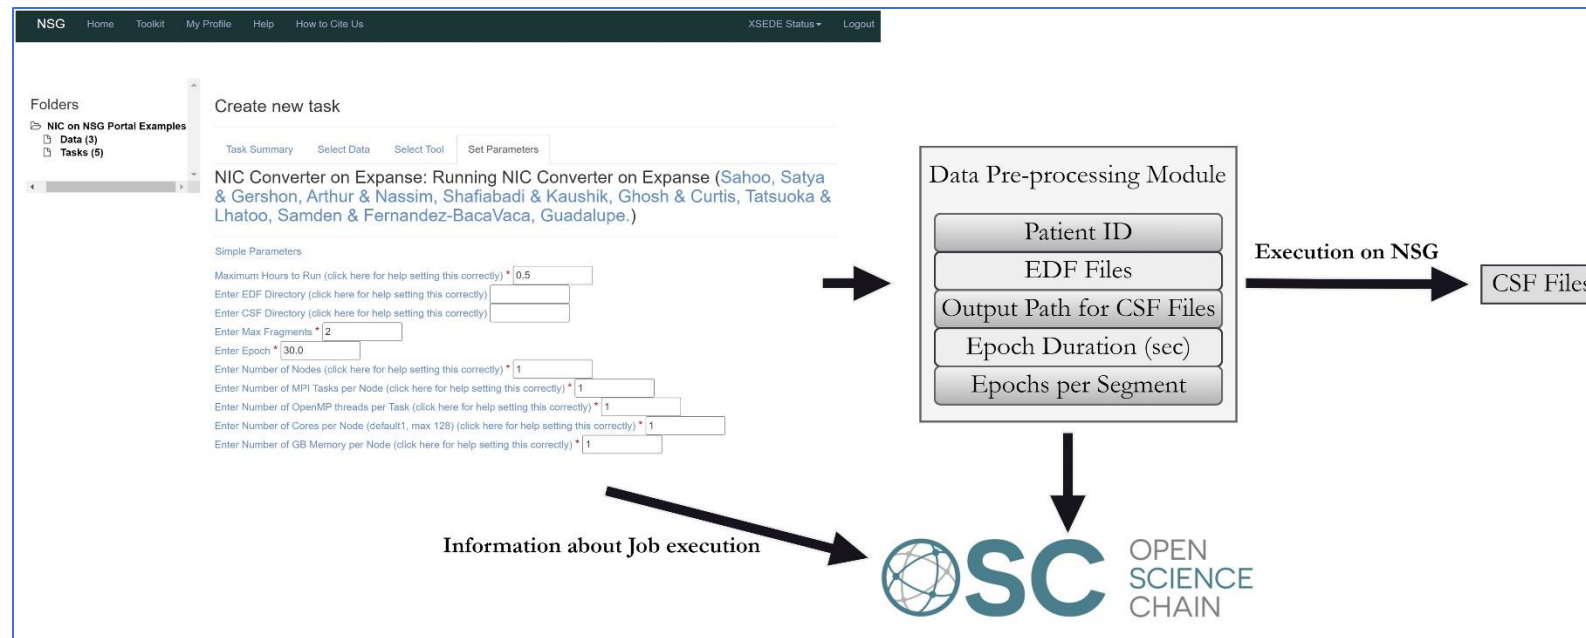 NSG Home Toolkit My Profile Help How to Cite Us XSEDE Status Logout
Folders
NIC on NSG Portal Examples
Data (3)
Tasks (5)
Create new task
Task Summary Select Data Select Tool Set Parameters
NIC Converter on Expanse: Running NIC Converter on Expanse (Sahoo, Satya
& Gershon, Arthur & Nassim, Shafiabadi & Kaushik, Ghosh & Curtis, Tatsuoka &
Lhatoo, Samden & Fernandez-BacaVaca, Guadalupe.)
Simple Parameters
Maximum Hours to Run (click here for help setting this correctly) * 0.5
Enter EDF Directory (click here for help setting this correctly)
Enter CSF Directory (click here for help setting this correctly)
Enter Max Fragments * 2
Enter Epoch * 30.0
Enter Number of Nodes (click here for help setting this correctly) * 1
Enter Number of MPI Tasks per Node (click here for help setting this correctly) * 1
Enter Number of OpenMP threads per Task (click here for help setting this correctly) * 1
Enter Number of Cores per Node (default1, max 128) (click here for help setting this correctly) * 1
Enter Number of GB Memory per Node (click here for help setting this correctly) * 1
Data Pre-processing Module
Patient ID
EDF Files
Output Path for CSF Files
Epoch Duration (sec)
Epochs per Segment
Execution on NSG
CSF Files
Information about Job execution
OSC
OPEN
SCIENCE
CHAIN